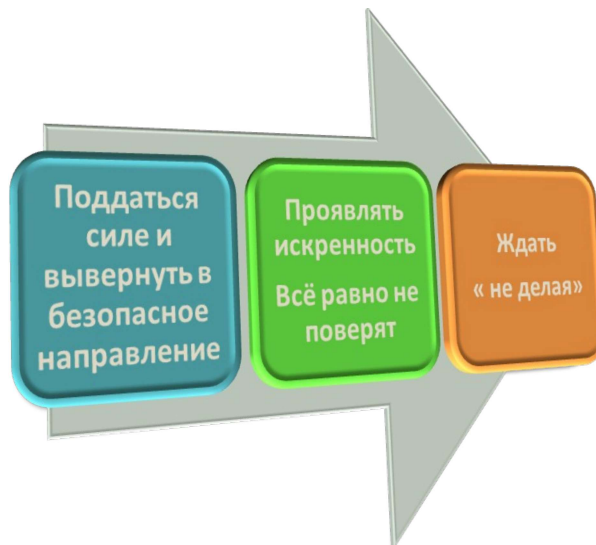 Поддаться
силе и
вывернуть в
безопасное
направление
Проявлять
искренность
Всё равно не
поверят
Ждать
« не делая»